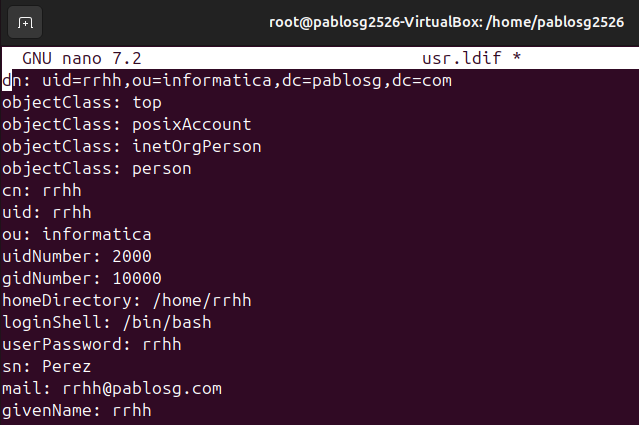 root@pablosg2526-VirtualBox: /home/pablosg2526
GNU nano 7.2 usr.ldif *
dn: uid=rrhh,ou=informatica,dc=pablosg,dc=com
objectClass: top
objectClass: posixAccount
objectClass: inetOrgPerson
objectClass: person
cn: rrhh
uid: rrhh
ou: informatica
uidNumber: 2000
gidNumber: 10000
homeDirectory: /home/rrhh
loginShell: /bin/bash
userPassword: rrhh
sn: Perez
mail: rrhh@pablosg.com
givenName: rrhh